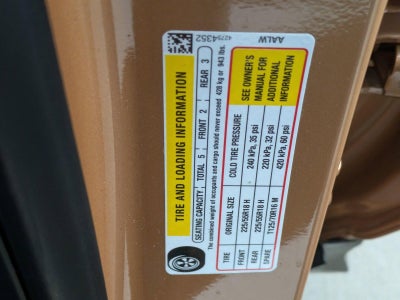 42754352
AALW
TIRE AND LOADING INFORMATION
SEATING CAPACITY TOTAL 5 FRONT 2 REAR 3
The combined weight of occupants and cargo should never exceed 428 kg or 943 lbs.
TIRE ORIGINAL SIZE COLD TIRE PRESSURE
FRONT 225/55R18 H 240 kPa, 35 psi
REAR 225/55R18 H 220 kPa, 32 psi
SPARE T125/70R16 M 420 kPa, 60 psi
SEE OWNER'S
MANUAL FOR
ADDITIONAL
INFORMATION